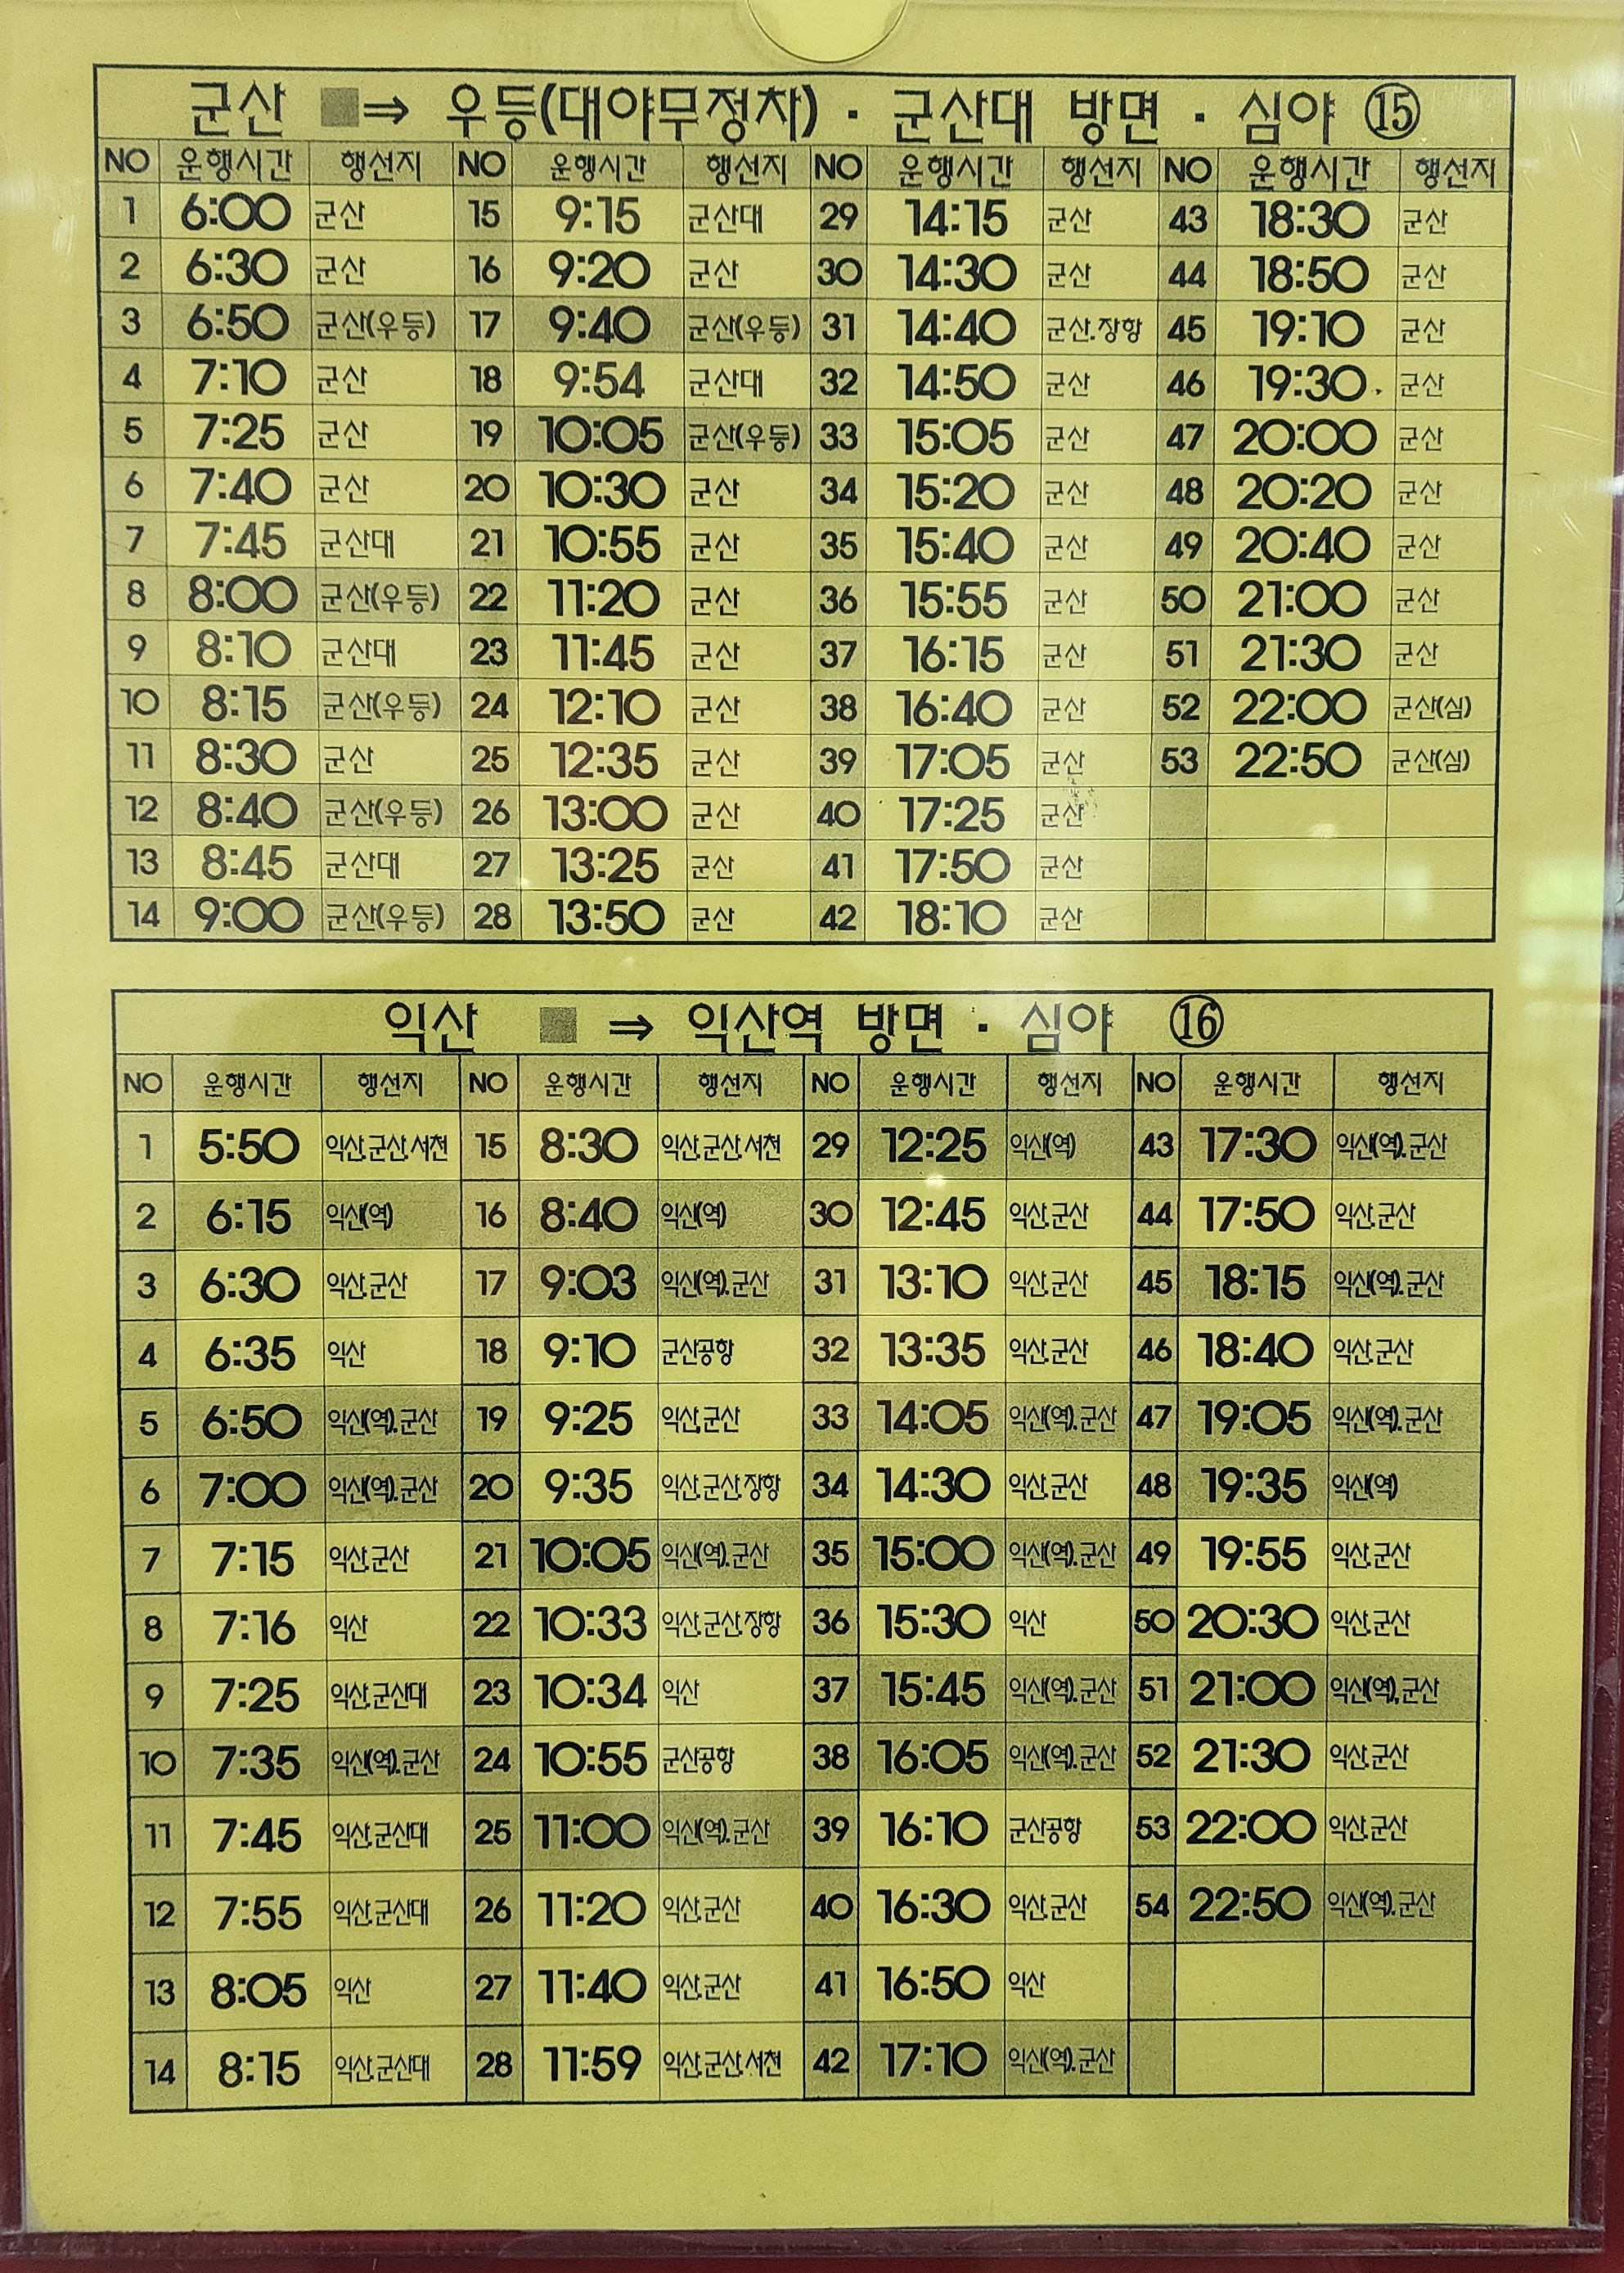 군산 ⇒ 우등(대야무정차) · 군산대 방면 · 심야 ⑮
NO 운행시간 행선지 NO 운행시간 행선지 NO 운행시간 행선지 NO 운행시간 행선지
1 6:00 군산 15 9:15 군산대 29 14:15 군산 43 18:30 군산
2 6:30 군산 16 9:20 군산 30 14:30 군산 44 18:50 군산
3 6:50 군산(우등) 17 9:40 군산(우등) 31 14:40 군산.장항 45 19:10 군산
4 7:10 군산 18 9:54 군산대 32 14:50 군산 46 19:30 군산
5 7:25 군산 19 10:05 군산(우등) 33 15:05 군산 47 20:00 군산
6 7:40 군산 20 10:30 군산 34 15:20 군산 48 20:20 군산
7 7:45 군산대 21 10:55 군산 35 15:40 군산 49 20:40 군산
8 8:00 군산(우등) 22 11:20 군산 36 15:55 군산 50 21:00 군산
9 8:10 군산대 23 11:45 군산 37 16:15 군산 51 21:30 군산
10 8:15 군산(우등) 24 12:10 군산 38 16:40 군산 52 22:00 군산(심)
11 8:30 군산 25 12:35 군산 39 17:05 군산 53 22:50 군산(심)
12 8:40 군산(우등) 26 13:00 군산 40 17:25 군산
13 8:45 군산대 27 13:25 군산 41 17:50 군산
14 9:00 군산(우등) 28 13:50 군산 42 18:10 군산
익산 ⇒ 익산역 방면 · 심야 ⑯
NO 운행시간 행선지 NO 운행시간 행선지 NO 운행시간 행선지 NO 운행시간 행선지
1 5:50 익산.군산.서천 15 8:30 익산.군산.서천 29 12:25 익산(역) 43 17:30 익산(역).군산
2 6:15 익산(역) 16 8:40 익산(역) 30 12:45 익산.군산 44 17:50 익산.군산
3 6:30 익산.군산 17 9:03 익산(역).군산 31 13:10 익산.군산 45 18:15 익산(역).군산
4 6:35 익산 18 9:10 군산공항 32 13:35 익산.군산 46 18:40 익산.군산
5 6:50 익산(역).군산 19 9:25 익산.군산 33 14:05 익산(역).군산 47 19:05 익산(역).군산
6 7:00 익산(역).군산 20 9:35 익산.군산.장항 34 14:30 익산.군산 48 19:35 익산(역)
7 7:15 익산.군산 21 10:05 익산(역).군산 35 15:00 익산(역).군산 49 19:55 익산.군산
8 7:16 익산 22 10:33 익산.군산.장항 36 15:30 익산 50 20:30 익산.군산
9 7:25 익산.군산대 23 10:34 익산 37 15:45 익산(역).군산 51 21:00 익산(역).군산
10 7:35 익산(역).군산 24 10:55 군산공항 38 16:05 익산(역).군산 52 21:30 익산.군산
11 7:45 익산.군산대 25 11:00 익산(역).군산 39 16:10 군산공항 53 22:00 익산.군산
12 7:55 익산.군산대 26 11:20 익산.군산 40 16:30 익산.군산 54 22:50 익산(역).군산
13 8:05 익산 27 11:40 익산.군산 41 16:50 익산
14 8:15 익산.군산대 28 11:59 익산.군산.서천 42 17:10 익산(역).군산